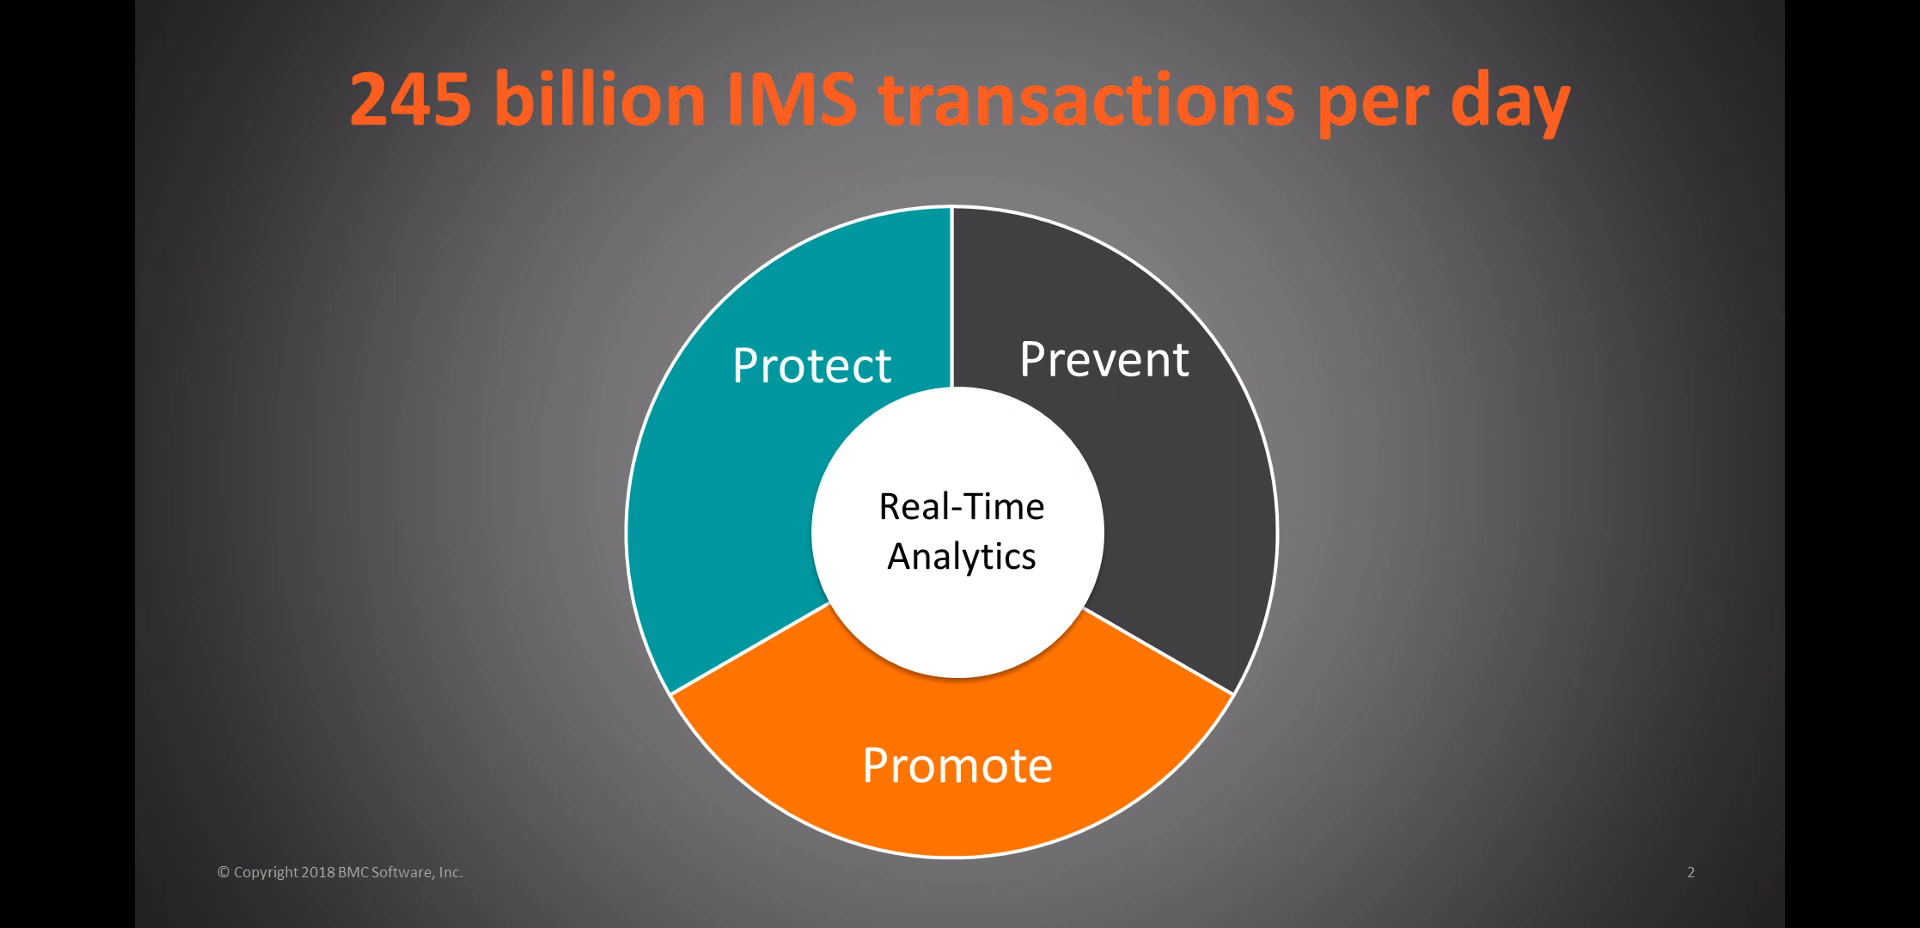 245 billion IMS transactions per day
Protect
Prevent
Real-Time
Analytics
Promote
© Copyright 2018 BMC Software, Inc.
2